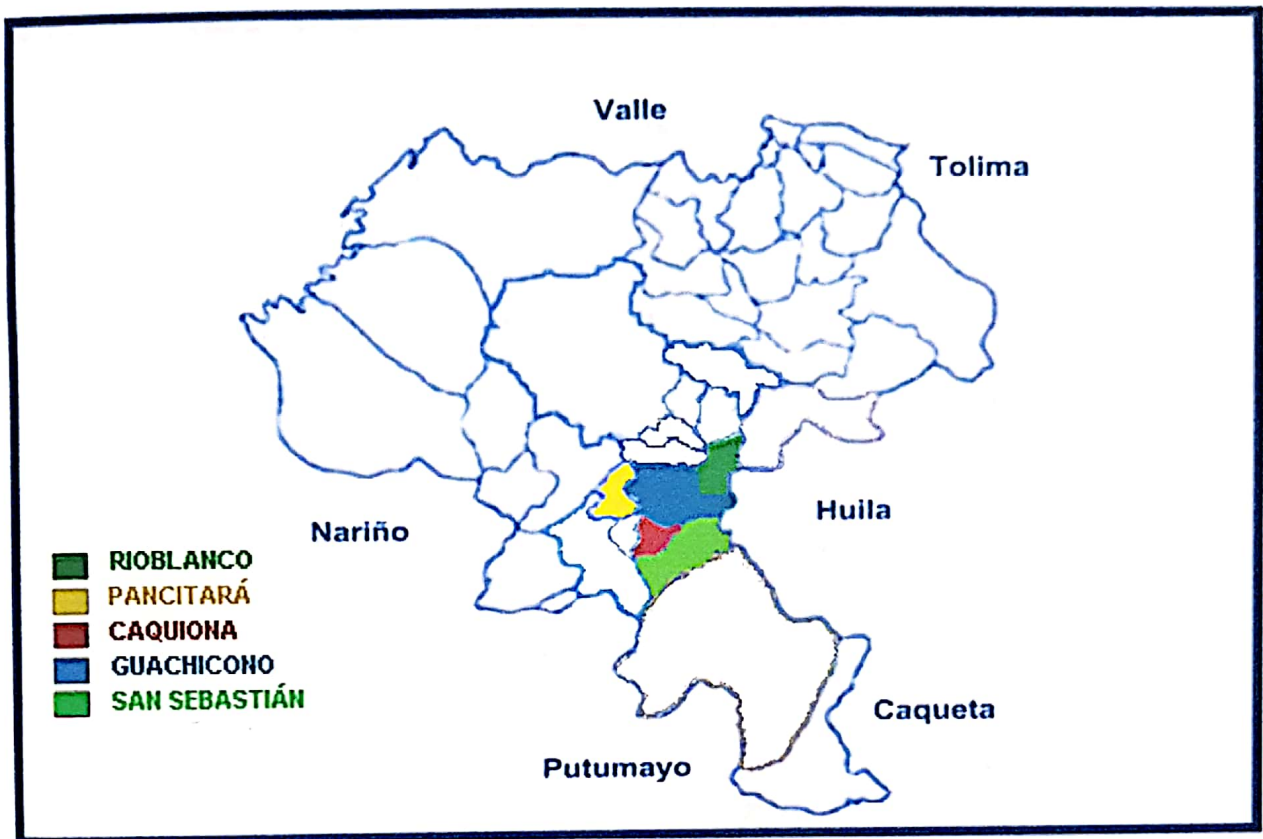 Valle
Tolima
Huila
Nariño
RIOBLANCO
PANCITARÁ
CAQUIONA
GUACHICONO
SAN SEBASTIÁN
Caqueta
Putumayo